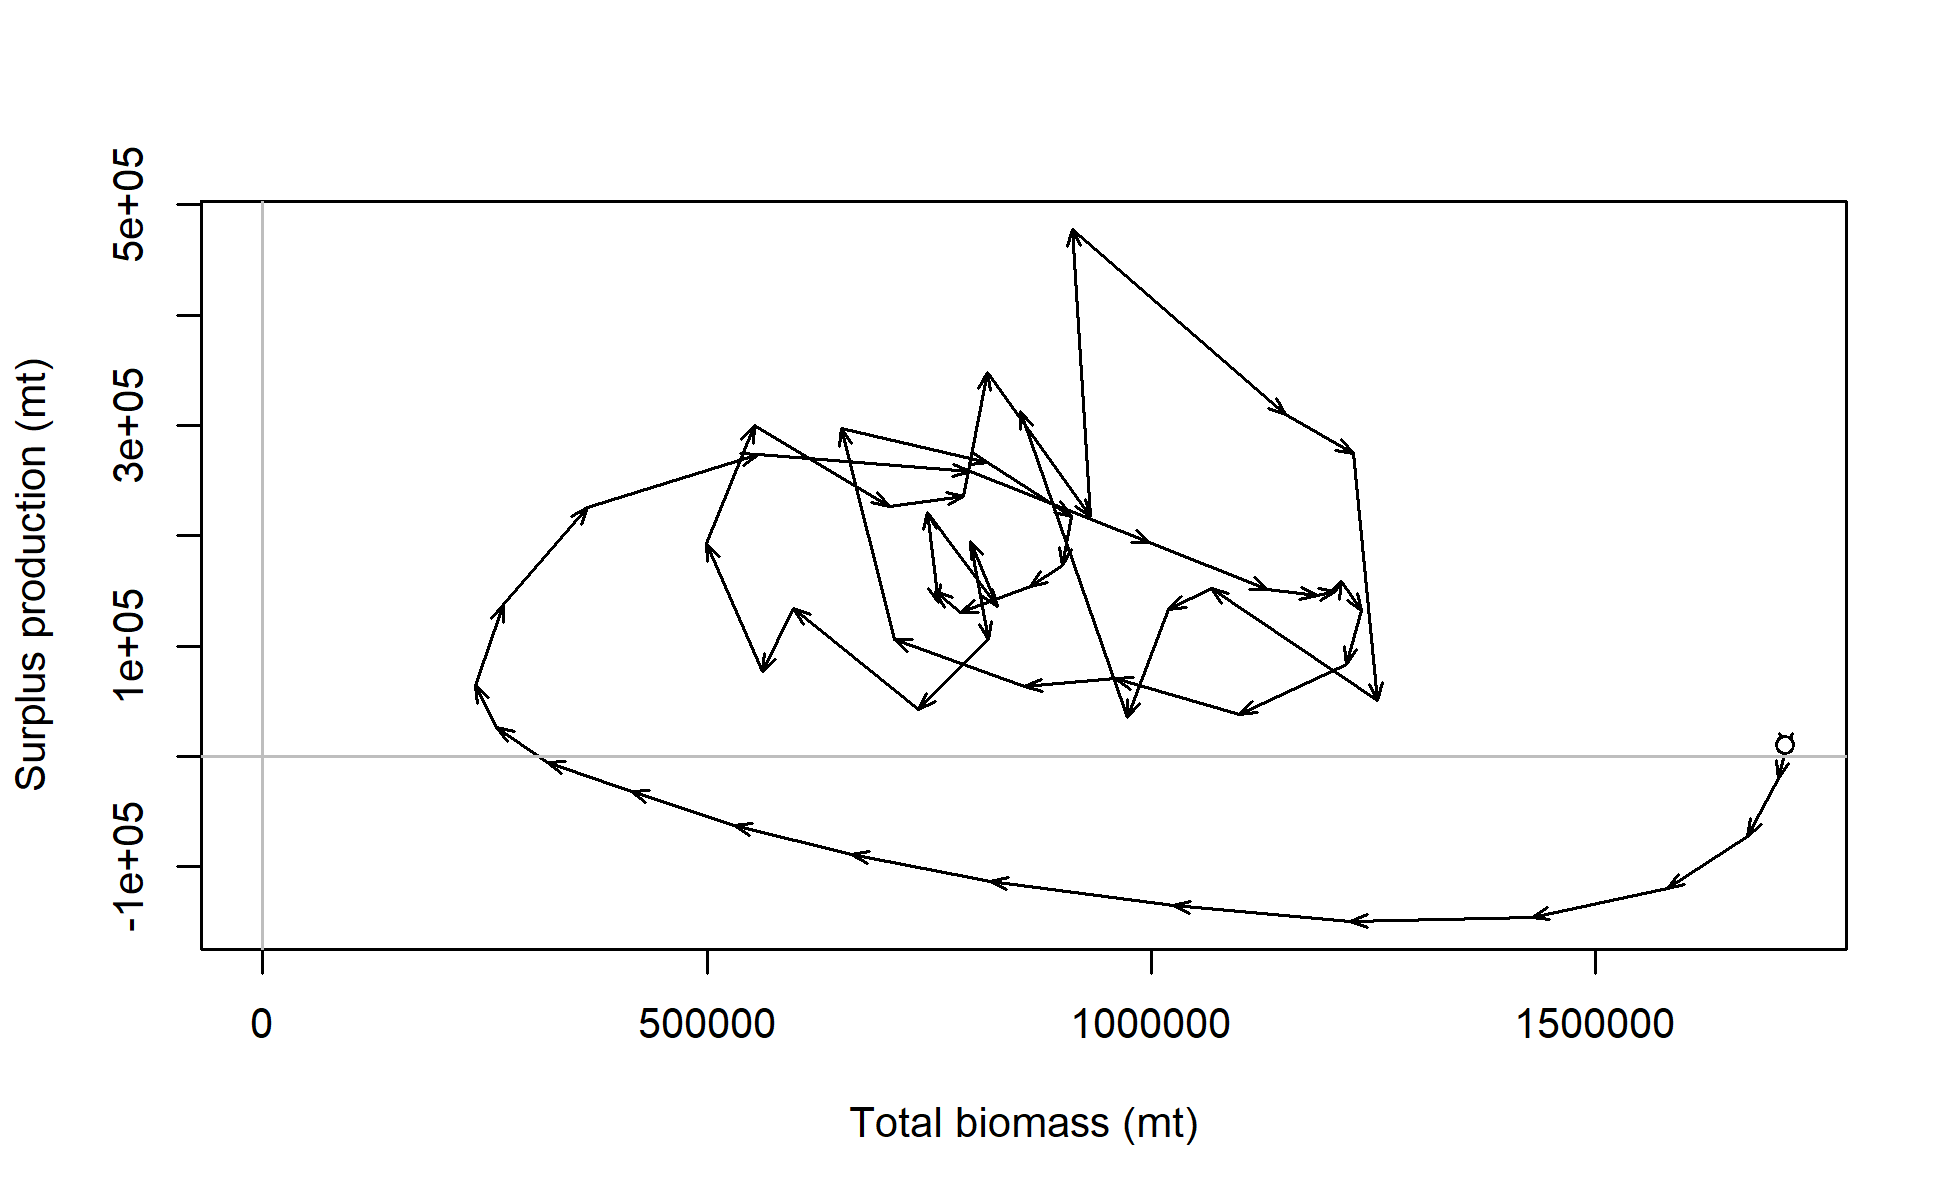 Surplus production (mt)
5e+05
3e+05
1e+05
-1e+05
0 500000 1000000 1500000
Total biomass (mt)